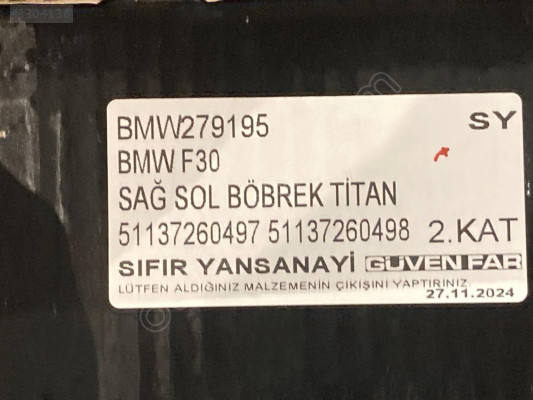 BMW279195 SY
BMW F30
SAĞ SOL BÖBREK TİTAN
51137260497 51137260498 2.KAT
SIFIR YANSANAYİ GÜVEN FAR
LÜTFEN ALDIĞINIZ MALZEMENİN ÇIKIŞINI YAPTIRINIZ
27.11.2024